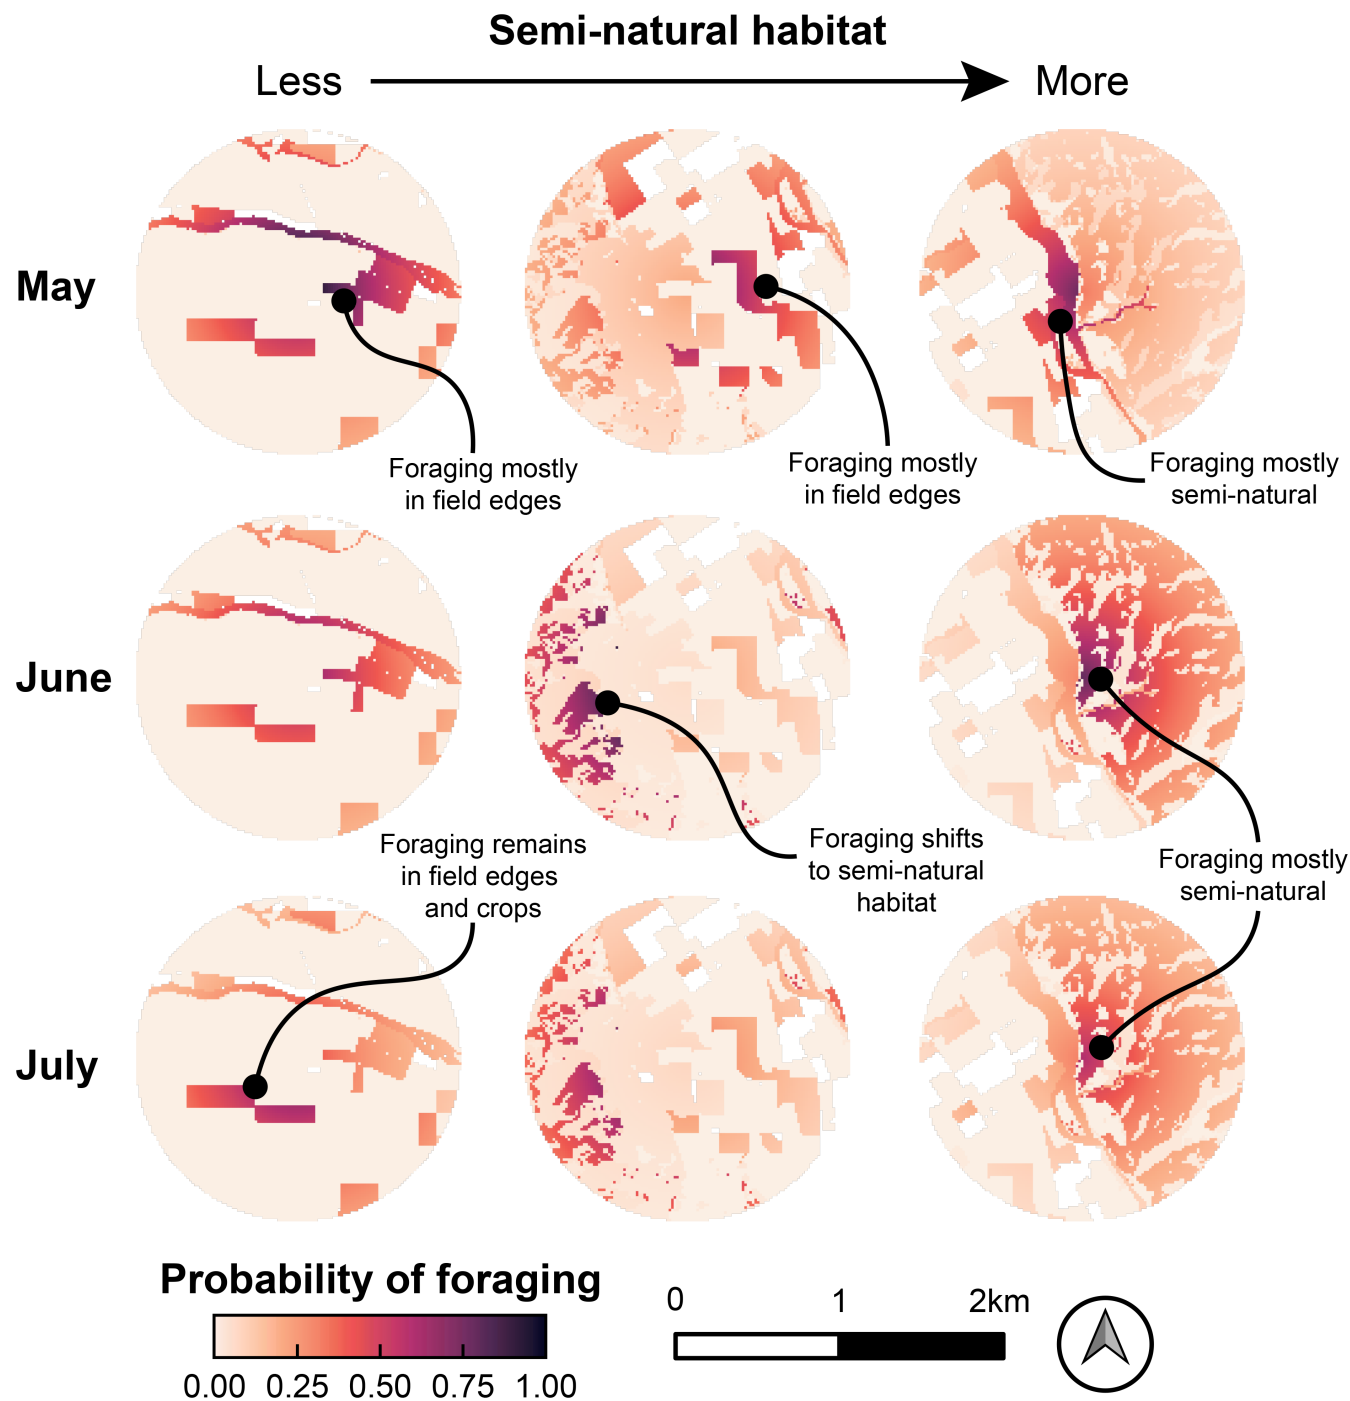 Semi-natural habitat
Less
More
May
Foraging mostly
in field edges
Foraging mostly
in field edges
Foraging mostly
semi-natural
June
Foraging remains
in field edges
and crops
Foraging shifts
to semi-natural
habitat
Foraging mostly
semi-natural
July
Probability of foraging
0.00 0.25 0.50 0.75 1.00
0 1 2km